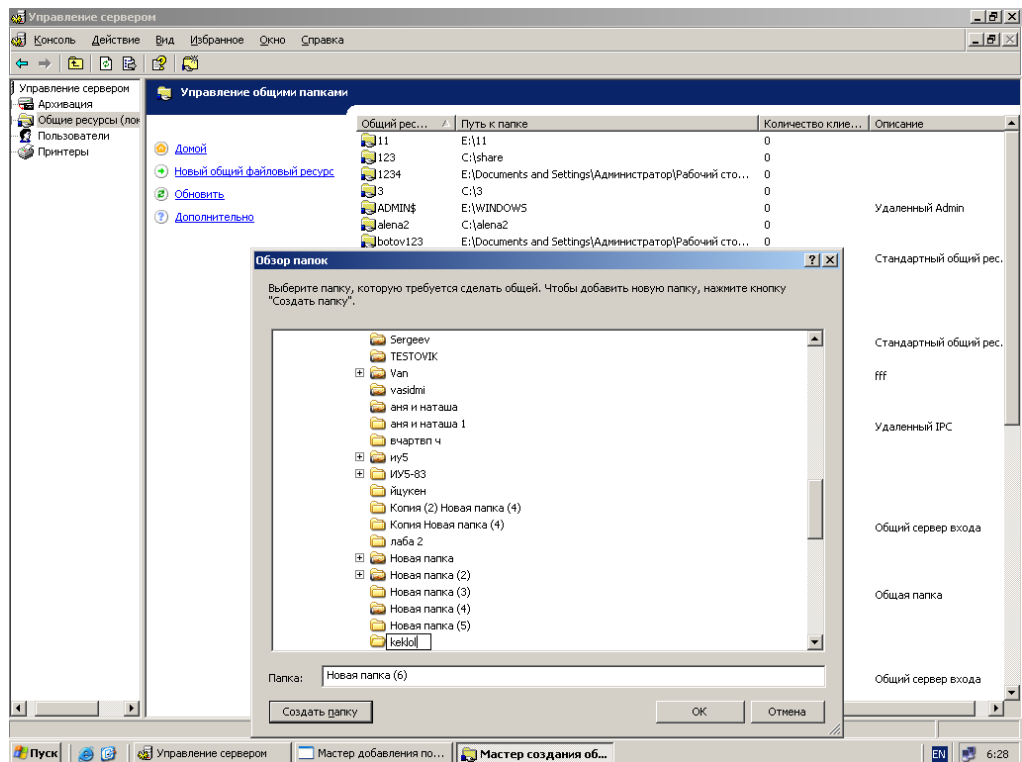 Управление сервером
Консоль Действие Вид Избранное Окно Справка
Управление сервером
Архивация
Общие ресурсы (лок
Пользователи
Принтеры
Управление общими папками
Домой
Новый общий файловый ресурс
Обновить
Дополнительно
Общий рес... Путь к папке Количество клие... Описание
11 E:\11 0
123 C:\share 0
1234 E:\Documents and Settings\Администратор\Рабочий сто... 0
3 C:\3 0
ADMIN$ E:\WINDOWS 0 Удаленный Admin
alena2 C:\alena2 0
botov123 E:\Documents and Settings\Администратор\Рабочий сто... 0
Стандартный общий рес.
Стандартный общий рес.
fff
Удаленный IPC
Общий сервер входа
Общая папка
Общий сервер входа
Обзор папок
Выберите папку, которую требуется сделать общей. Чтобы добавить новую папку, нажмите кнопку
"Создать папку".
Sergeev
TESTOVIK
Van
vasidmi
аня и наташа
аня и наташа 1
вчартвп ч
иу5
ИУ5-83
йцукен
Копия (2) Новая папка (4)
Копия Новая папка (4)
лаба 2
Новая папка
Новая папка (2)
Новая папка (3)
Новая папка (4)
Новая папка (5)
keklol
Папка: Новая папка (6)
Создать папку OK Отмена
Пуск Управление сервером Мастер добавления по... Мастер создания об... EN 6:28